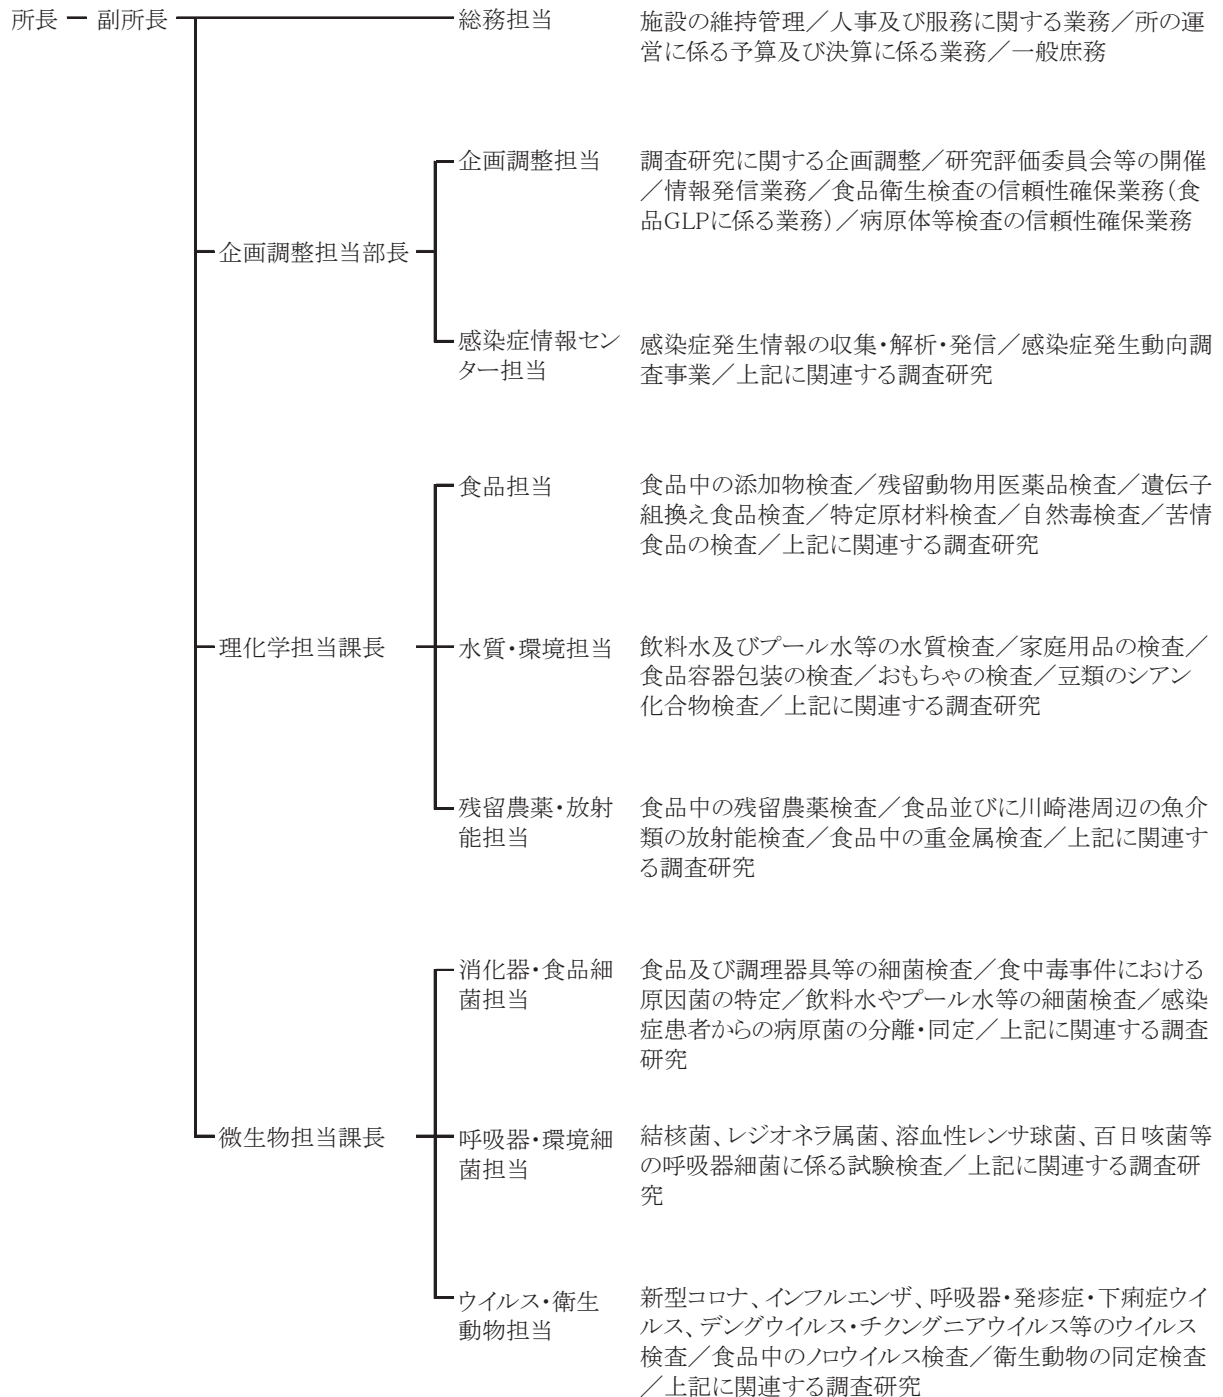 所長
副所長
総務担当
施設の維持管理／人事及び服務に関する業務／所の運
営に係る予算及び決算に係る業務／一般庶務
企画調整担当部長
企画調整担当
調査研究に関する企画調整／研究評価委員会等の開催
／情報発信業務／食品衛生検査の信頼性確保業務（食
品GLPに係る業務）／病原体等検査の信頼性確保業務
感染症情報セン
ター担当
感染症発生情報の収集・解析・発信／感染症発生動向調
査事業／上記に関連する調査研究
理化学担当課長
食品担当
食品中の添加物検査／残留動物用医薬品検査／遺伝子
組換え食品検査／特定原材料検査／自然毒検査／苦情
食品の検査／上記に関連する調査研究
水質・環境担当
飲料水及びプール水等の水質検査／家庭用品の検査／
食品容器包装の検査／おもちゃの検査／豆類のシアン
化合物検査／上記に関連する調査研究
残留農薬・放射
能担当
食品中の残留農薬検査／食品並びに川崎港周辺の魚介
類の放射能検査／食品中の重金属検査／上記に関連す
る調査研究
微生物担当課長
消化器・食品細
菌担当
食品及び調理器具等の細菌検査／食中毒事件における
原因菌の特定／飲料水やプール水等の細菌検査／感染
症患者からの病原菌の分離・同定／上記に関連する調査
研究
呼吸器・環境細
菌担当
結核菌、レジオネラ属菌、溶血性レンサ球菌、百日咳菌等
の呼吸器細菌に係る試験検査／上記に関連する調査研
究
ウイルス・衛生
動物担当
新型コロナ、インフルエンザ、呼吸器・発疹症・下痢症ウイ
ルス、デングウイルス・チクングニアウイルス等のウイルス
検査／食品中のノロウイルス検査／衛生動物の同定検査
／上記に関連する調査研究